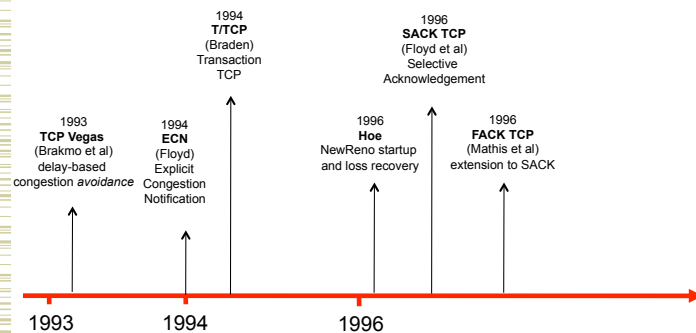 1994
T/TCP
(Braden)
Transaction
TCP
1996
SACK TCP
(Floyd et al)
Selective
Acknowledgement
1993
TCP Vegas
(Brakmo et al)
delay-based
congestion avoidance
1994
ECN
(Floyd)
Explicit
Congestion
Notification
1996
Hoe
NewReno startup
and loss recovery
1996
FACK TCP
(Mathis et al)
extension to SACK
1993
1994
1996